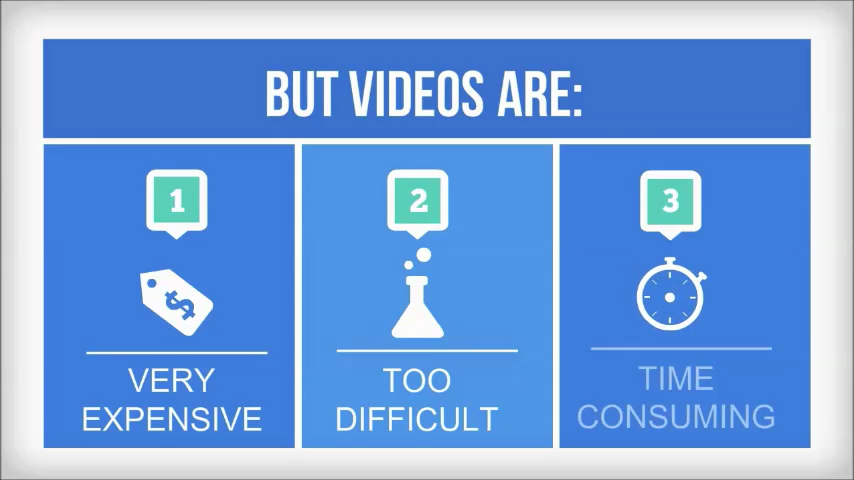 BUT VIDEOS ARE:
1
2
3
$
VERY
EXPENSIVE
TOO
DIFFICULT
TIME
CONSUMING